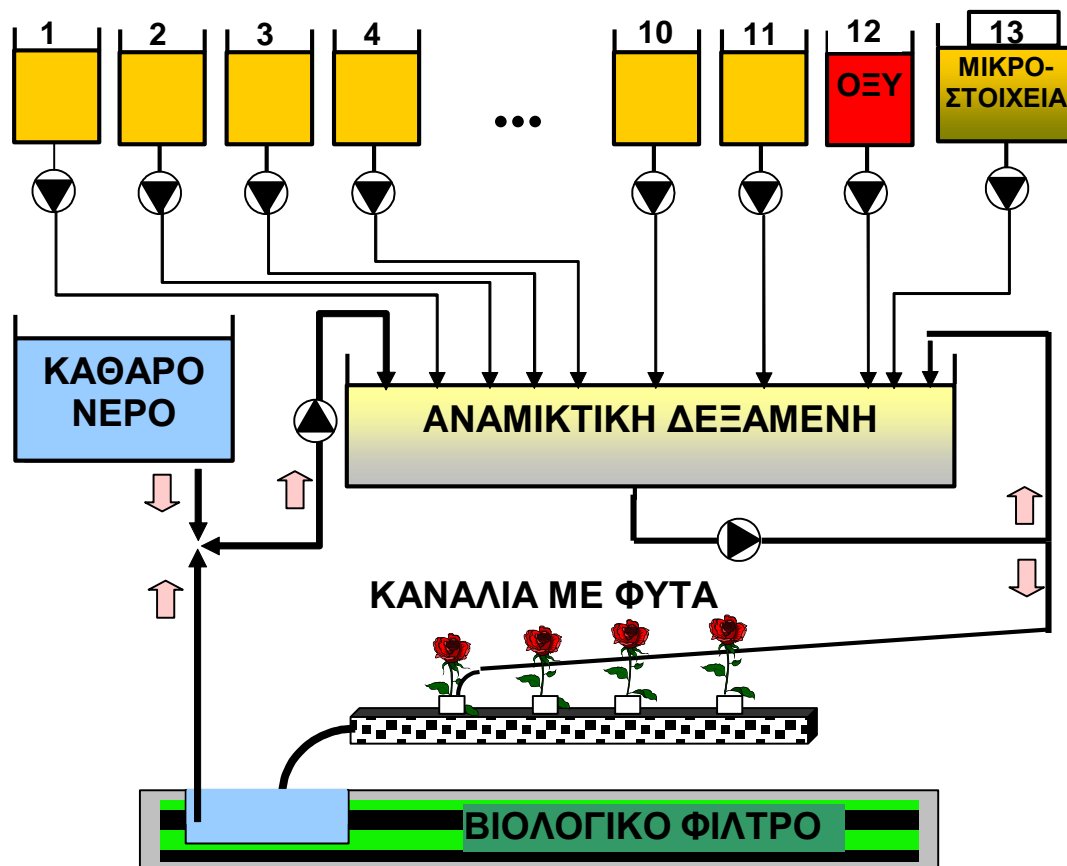 1
2
3
4
...
10
11
12
13
ΟΞΥ
ΜΙΚΡΟ-
ΣΤΟΙΧΕΙΑ
ΚΑΘΑΡΟ
ΝΕΡΟ
ΑΝΑΜΙΚΤΙΚΗ ΔΕΞΑΜΕΝΗ
ΚΑΝΑΛΙΑ ΜΕ ΦΥΤΑ
ΒΙΟΛΟΓΙΚΟ ΦΙΛΤΡΟ